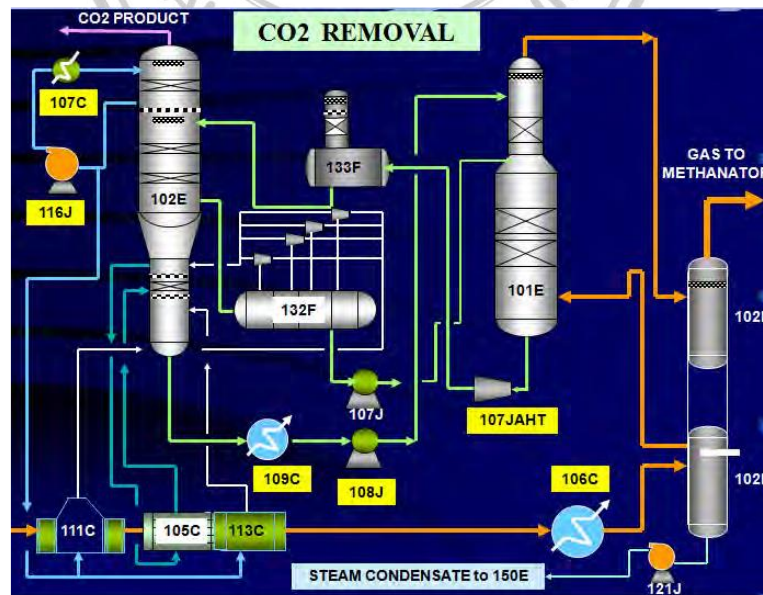 CO2 PRODUCT
CO2 REMOVAL
107C
133F
GAS TO
METHANATOR
116J
102E
101E
132F
107J
107JAHT
109C
108J
106C
111C
105C
113C
STEAM CONDENSATE to 150E
121J